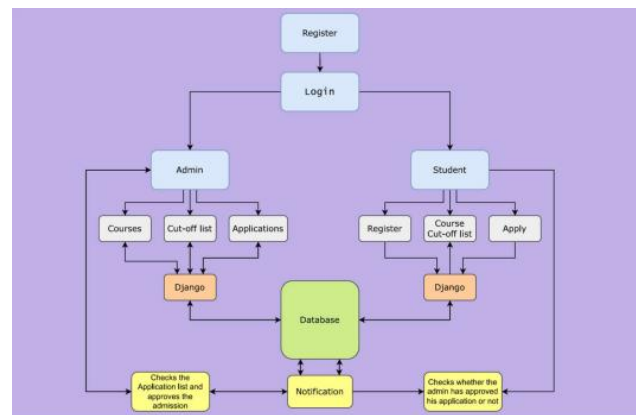 Register
Login
Admin
Student
Courses
Cut-off list
Applications
Register
Course
Cut-off list
Apply
Django
Django
Database
Checks the
Application list and
approves the
admission
Notification
Checks whether the
admin has approved
his application or not